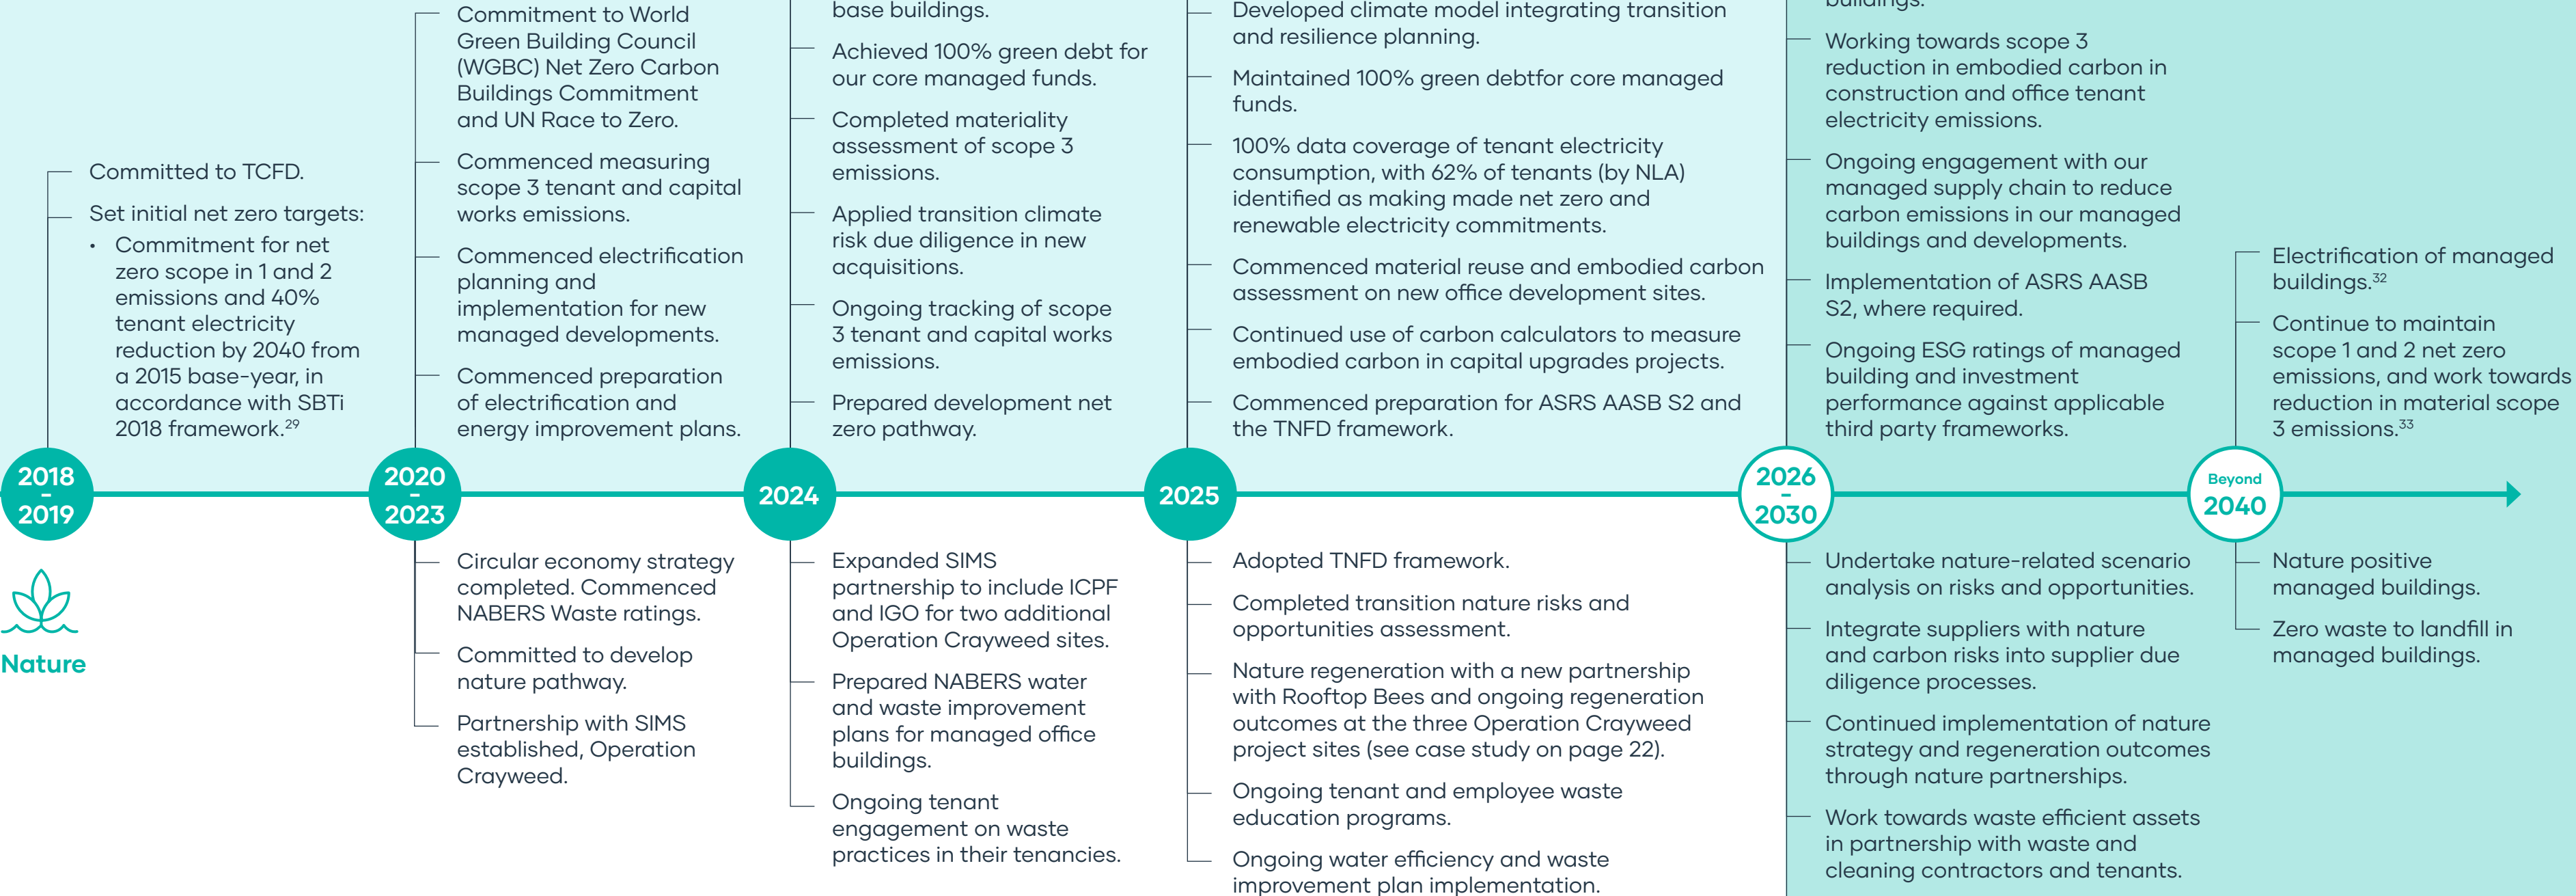 Committed to TCFD.
Set initial net zero targets:
• Commitment for net
zero scope in 1 and 2
emissions and 40%
tenant electricity
reduction by 2040 from
a 2015 base-year, in
accordance with SBTi
2018 framework.29
Commitment to World
Green Building Council
(WGBC) Net Zero Carbon
Buildings Commitment
and UN Race to Zero.
Commenced measuring
scope 3 tenant and capital
works emissions.
Commenced electrification
planning and
implementation for new
managed developments.
Commenced preparation
of electrification and
energy improvement plans.
base buildings.
Achieved 100% green debt for
our core managed funds.
Completed materiality
assessment of scope 3
emissions.
Applied transition climate
risk due diligence in new
acquisitions.
Ongoing tracking of scope
3 tenant and capital works
emissions.
Prepared development net
zero pathway.
Developed climate model integrating transition
and resilience planning.
Maintained 100% green debtfor core managed
funds.
100% data coverage of tenant electricity
consumption, with 62% of tenants (by NLA)
identified as making made net zero and
renewable electricity commitments.
Commenced material reuse and embodied carbon
assessment on new office development sites.
Continued use of carbon calculators to measure
embodied carbon in capital upgrades projects.
Commenced preparation for ASRS AASB S2 and
the TNFD framework.
buildings.
Working towards scope 3
reduction in embodied carbon in
construction and office tenant
electricity emissions.
Ongoing engagement with our
managed supply chain to reduce
carbon emissions in our managed
buildings and developments.
Implementation of ASRS AASB
S2, where required.
Ongoing ESG ratings of managed
building and investment
performance against applicable
third party frameworks.
Electrification of managed
buildings.32
Continue to maintain
scope 1 and 2 net zero
emissions, and work towards
reduction in material scope
3 emissions.33
2018
–
2019
2020
–
2023
2024
2025
2026
–
2030
Beyond
2040
Nature
Circular economy strategy
completed. Commenced
NABERS Waste ratings.
Committed to develop
nature pathway.
Partnership with SIMS
established, Operation
Crayweed.
Expanded SIMS
partnership to include ICPF
and IGO for two additional
Operation Crayweed sites.
Prepared NABERS water
and waste improvement
plans for managed office
buildings.
Ongoing tenant
engagement on waste
practices in their tenancies.
Adopted TNFD framework.
Completed transition nature risks and
opportunities assessment.
Nature regeneration with a new partnership
with Rooftop Bees and ongoing regeneration
outcomes at the three Operation Crayweed
project sites (see case study on page 22).
Ongoing tenant and employee waste
education programs.
Ongoing water efficiency and waste
improvement plan implementation.
Undertake nature-related scenario
analysis on risks and opportunities.
Integrate suppliers with nature
and carbon risks into supplier due
diligence processes.
Continued implementation of nature
strategy and regeneration outcomes
through nature partnerships.
Work towards waste efficient assets
in partnership with waste and
cleaning contractors and tenants.
Nature positive
managed buildings.
Zero waste to landfill in
managed buildings.